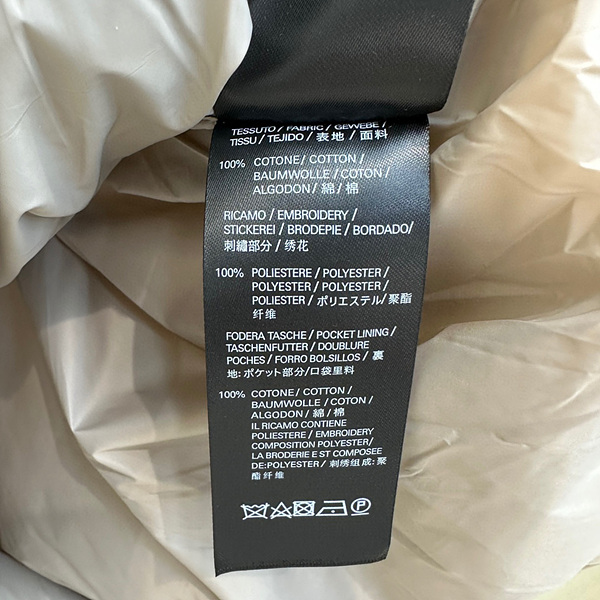 TESSUTO / FABRIC / GEWEBE /
TISSU / TEJIDO / 表地 / 面料
100% COTONE / COTTON /
BAUMWOLLE / COTON /
ALGODON / 綿 / 棉
RICAMO / EMBROIDERY /
STICKEREI / BRODEPIE / BORDADO/
刺繡部分 / 绣花
100% POLIESTERE / POLYESTER /
POLYESTER / POLYESTER /
POLIESTER / ポリエステル / 聚酯
纤维
FODERA TASCHE / POCKET LINING /
TASCHENFUTTER / DOUBLURE
POCHES / FORRO BOLSILLOS / 裏
地: ポケット部分/口袋里料
100% COTONE / COTTON /
BAUMWOLLE / COTON /
ALGODON / 綿 / 棉
IL RICAMO CONTIENE
POLIESTERE / EMBROIDERY
COMPOSITION POLYESTER/
LA BRODERIE E ST COMPOSEE
DE:POLYESTER / 刺绣组成: 聚
酯纤维
P